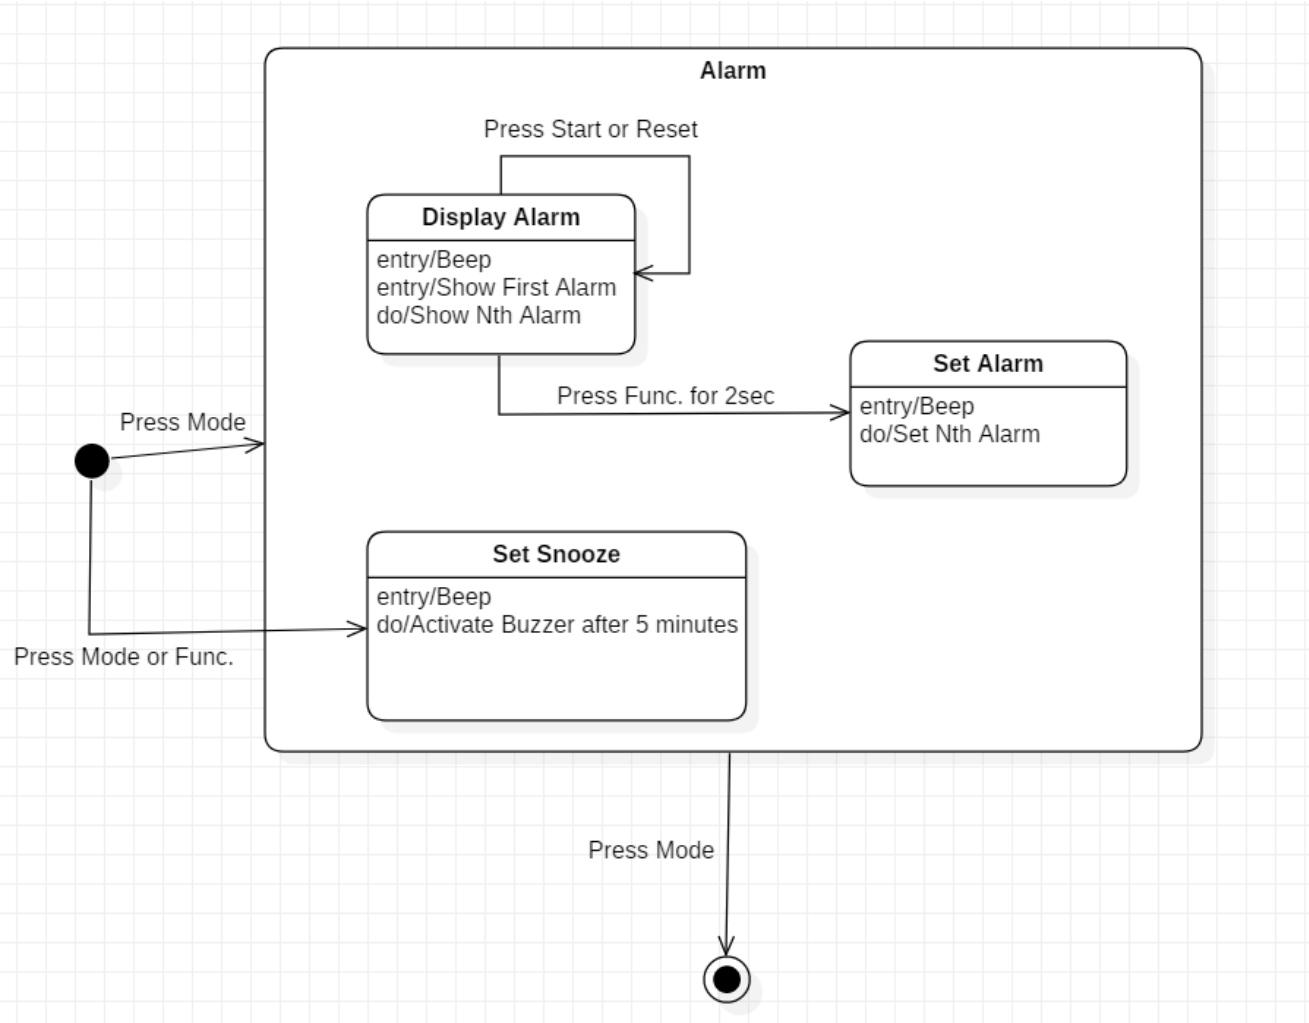 Alarm
Press Start or Reset
Display Alarm
entry/Beep
entry/Show First Alarm
do/Show Nth Alarm
Press Func. for 2sec
Set Alarm
entry/Beep
do/Set Nth Alarm
Press Mode
Set Snooze
entry/Beep
do/Activate Buzzer after 5 minutes
Press Mode or Func.
Press Mode